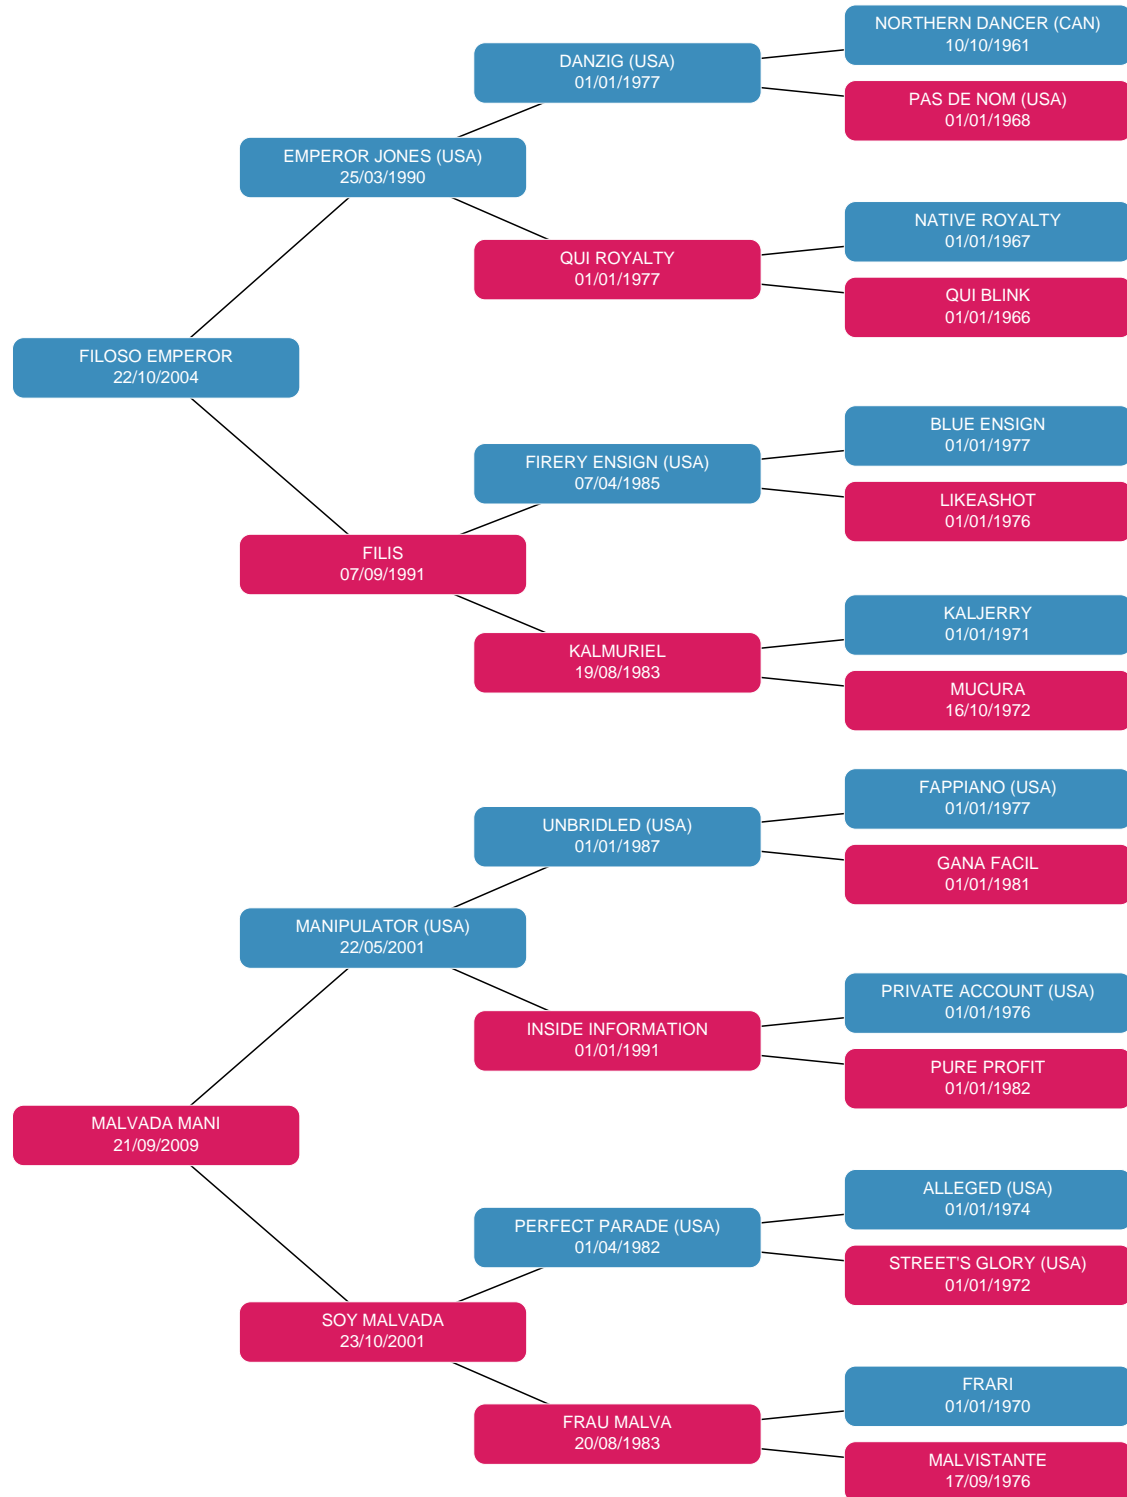 NORTHERN DANCER (CAN)
10/10/1961
DANZIG (USA)
01/01/1977
PAS DE NOM (USA)
01/01/1968
EMPEROR JONES (USA)
25/03/1990
NATIVE ROYALTY
01/01/1967
QUI ROYALTY
01/01/1977
QUI BLINK
01/01/1966
FILOSO EMPEROR
22/10/2004
BLUE ENSIGN
01/01/1977
FIRERY ENSIGN (USA)
07/04/1985
LIKEASHOT
01/01/1976
FILIS
07/09/1991
KALJERRY
01/01/1971
KALMURIEL
19/08/1983
MUCURA
16/10/1972
FAPPIANO (USA)
01/01/1977
UNBRIDLED (USA)
01/01/1987
GANA FACIL
01/01/1981
MANIPULATOR (USA)
22/05/2001
PRIVATE ACCOUNT (USA)
01/01/1976
INSIDE INFORMATION
01/01/1991
PURE PROFIT
01/01/1982
MALVADA MANI
21/09/2009
ALLEGED (USA)
01/01/1974
PERFECT PARADE (USA)
01/04/1982
STREET'S GLORY (USA)
01/01/1972
SOY MALVADA
23/10/2001
FRARI
01/01/1970
FRAU MALVA
20/08/1983
MALVISTANTE
17/09/1976